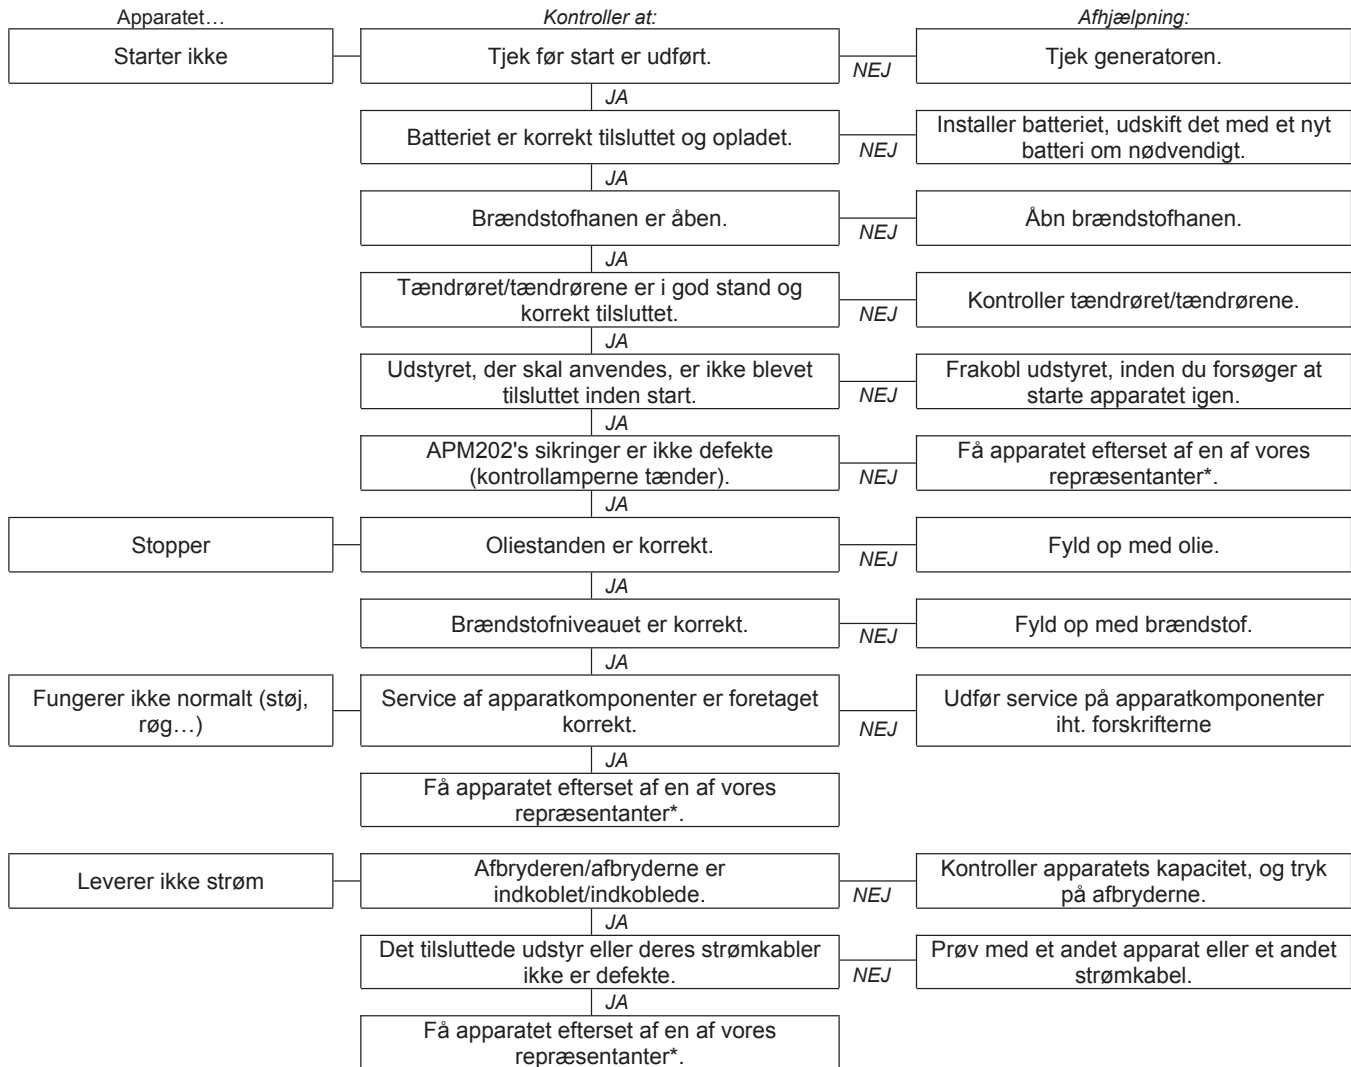 Apparatet…
Kontroller at:
Afhjælpning:
Starter ikke
Tjek før start er udført.
NEJ
Tjek generatoren.
JA
Batteriet er korrekt tilsluttet og opladet.
NEJ
Installer batteriet, udskift det med et nyt
batteri om nødvendigt.
JA
Brændstofhanen er åben.
NEJ
Åbn brændstofhanen.
JA
Tændrøret/tændrørene er i god stand og
korrekt tilsluttet.
NEJ
Kontroller tændrøret/tændrørene.
JA
Udstyret, der skal anvendes, er ikke blevet
tilsluttet inden start.
NEJ
Frakobl udstyret, inden du forsøger at
starte apparatet igen.
JA
APM202's sikringer er ikke defekte
(kontrollamperne tænder).
NEJ
Få apparatet efterset af en af vores
repræsentanter*.
JA
Stopper
Oliestanden er korrekt.
NEJ
Fyld op med olie.
JA
Brændstofniveauet er korrekt.
NEJ
Fyld op med brændstof.
JA
Fungerer ikke normalt (støj,
røg…)
Service af apparatkomponenter er foretaget
korrekt.
NEJ
Udfør service på apparatkomponenter
iht. forskrifterne
JA
Få apparatet efterset af en af vores
repræsentanter*.
Leverer ikke strøm
Afbryderen/afbryderne er
indkoblet/indkoblede.
NEJ
Kontroller apparatets kapacitet, og tryk
på afbryderne.
JA
Det tilsluttede udstyr eller deres strømkabler
ikke er defekte.
NEJ
Prøv med et andet apparat eller et andet
strømkabel.
JA
Få apparatet efterset af en af vores
repræsentanter*.